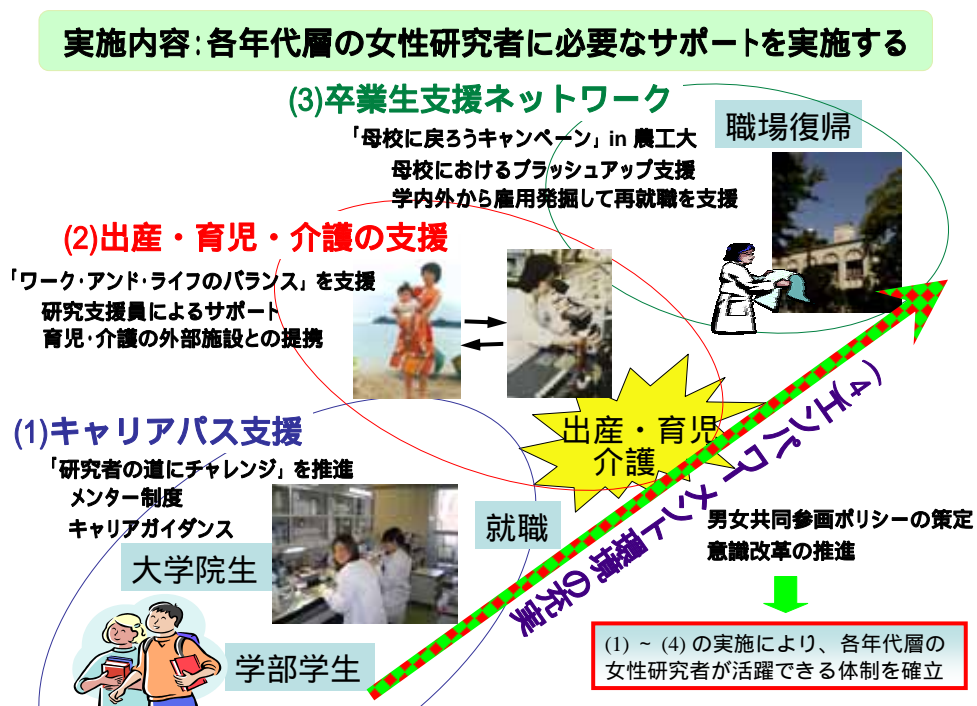 実施内容:各年代層の女性研究者に必要なサポートを実施する
(3)卒業生支援ネットワーク
「母校に戻ろうキャンペーン」in 農工大
母校におけるブラッシュアップ支援
学内外から雇用発掘して再就職を支援
職場復帰
(2)出産・育児・介護の支援
「ワーク・アンド・ライフのバランス」を支援
研究支援員によるサポート
育児・介護の外部施設との提携
出産・育児
介護
(1)キャリアパス支援
「研究者の道にチャレンジ」を推進
メンター制度
キャリアガイダンス
就職
大学院生
学部学生
(4エンパワーメント環境の充実
男女共同参画ポリシーの策定
意識改革の推進
(1) ~ (4) の実施により、各年代層の
女性研究者が活躍できる体制を確立